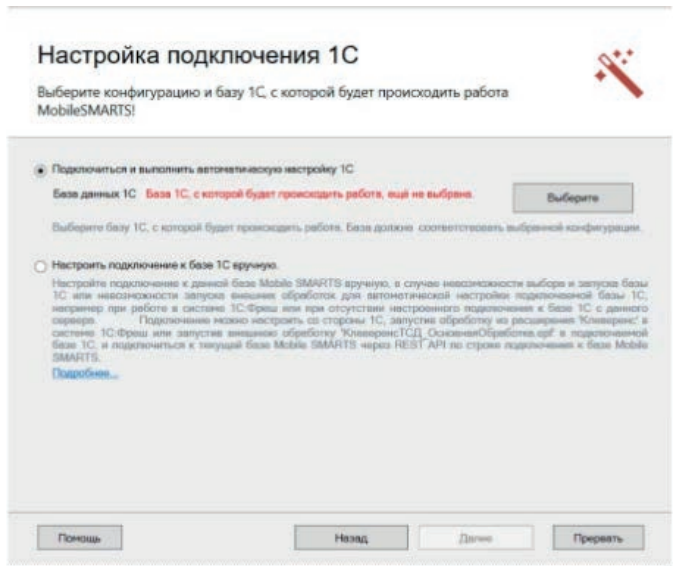 Настройка подключения 1С
Выберите конфигурацию и базу 1С, с которой будет происходить работа
MobileSMARTS!
Подключиться и выполнить автоматическую настройку 1С
База данных 1С База 1С, с которой будет происходить работа, ещё не выбрана.
Выберите
Выберите базу 1С, с которой будет происходить работа. База должна соответствовать выбранной конфигурации.
Настроить подключение к базе 1С вручную.
Настройте подключение к данной базе Mobile SMARTS вручную, в случае невозможности выбора и запуска базы
1С или невозможности запуска внешних обработок для автоматической настройки подключаемой базы 1С,
например при работе в системе 1С:Фреш или при отсутствии настроенного подключения к базе 1С с данного
сервера. Подключение можно настроить со стороны 1С, запустив обработку из расширения 'Клеверенс' в
системе 1С:Фреш или запустив внешнюю обработку 'КлеверенсТСД_ОсновнаяОбработка.epf' в подключаемой
базе 1С, и подключиться к текущей базе Mobile SMARTS через REST API по строке подключения к базе Mobile
SMARTS.
Подробнее...
Помощь
Назад
Далее
Прервать